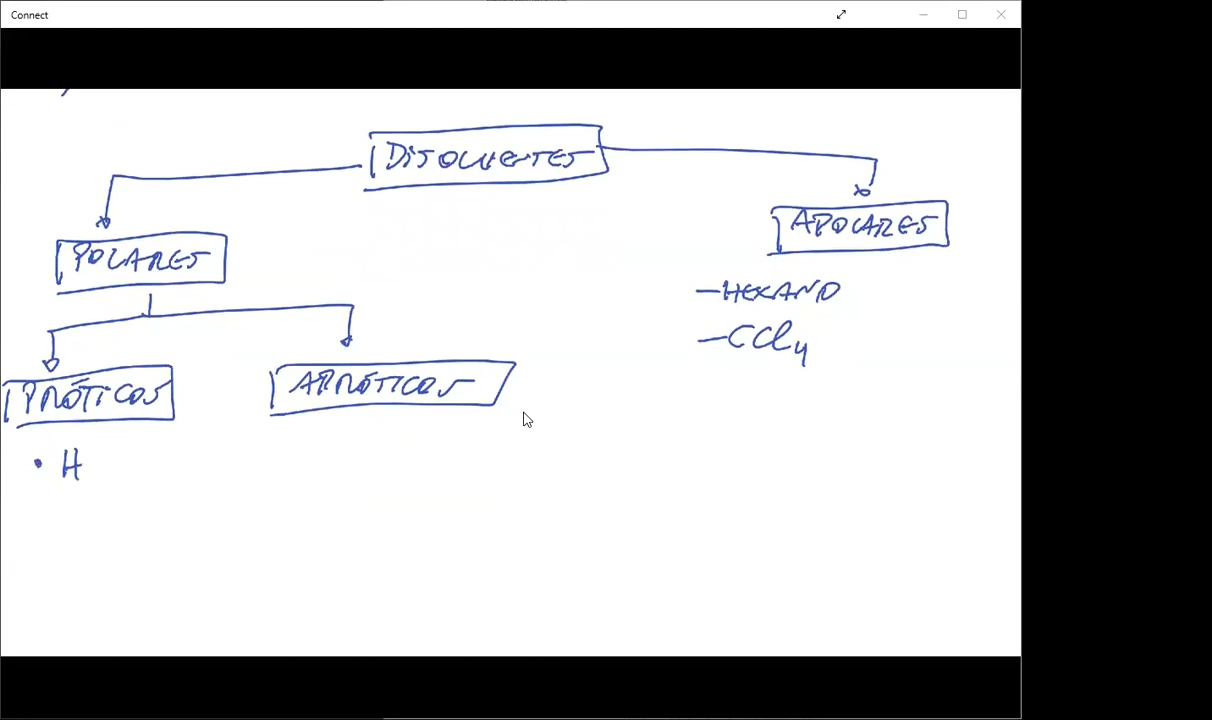 Connect
DISOLVENTES
POLARES
APOLARES
-HEXANO
-CCl4
PRÓTICOS
APRÓTICOS
• H